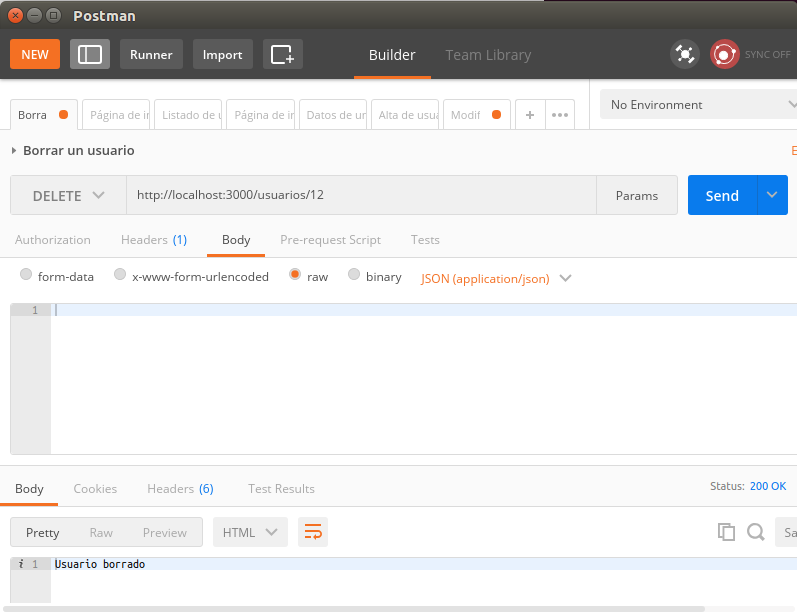 Postman
NEW Runner Import Builder Team Library SYNC OFF
Borra Página de in Listado de u Página de in Datos de un Alta de usua Modif + ••• No Environment
Borrar un usuario E
DELETE http://localhost:3000/usuarios/12 Params Send
Authorization Headers (1) Body Pre-request Script Tests
form-data x-www-form-urlencoded raw binary JSON (application/json)
1
Body Cookies Headers (6) Test Results Status: 200 OK
Pretty Raw Preview HTML Sa
i 1 Usuario borrado